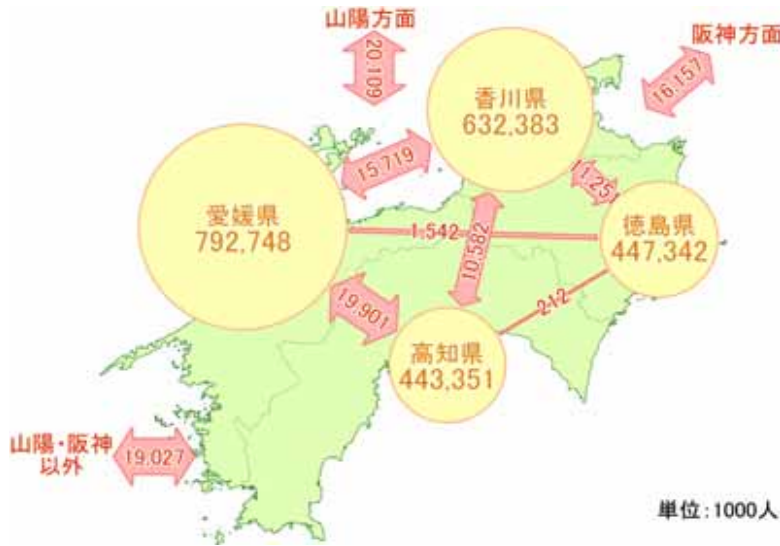 山陽方面
20,109
阪神方面
16,157
香川県
632,383
15,719
11,251
愛媛県
792,748
1,542
10,582
徳島県
447,342
19,901
212
高知県
443,351
山陽・阪神
以外
19,027
単位:1000人